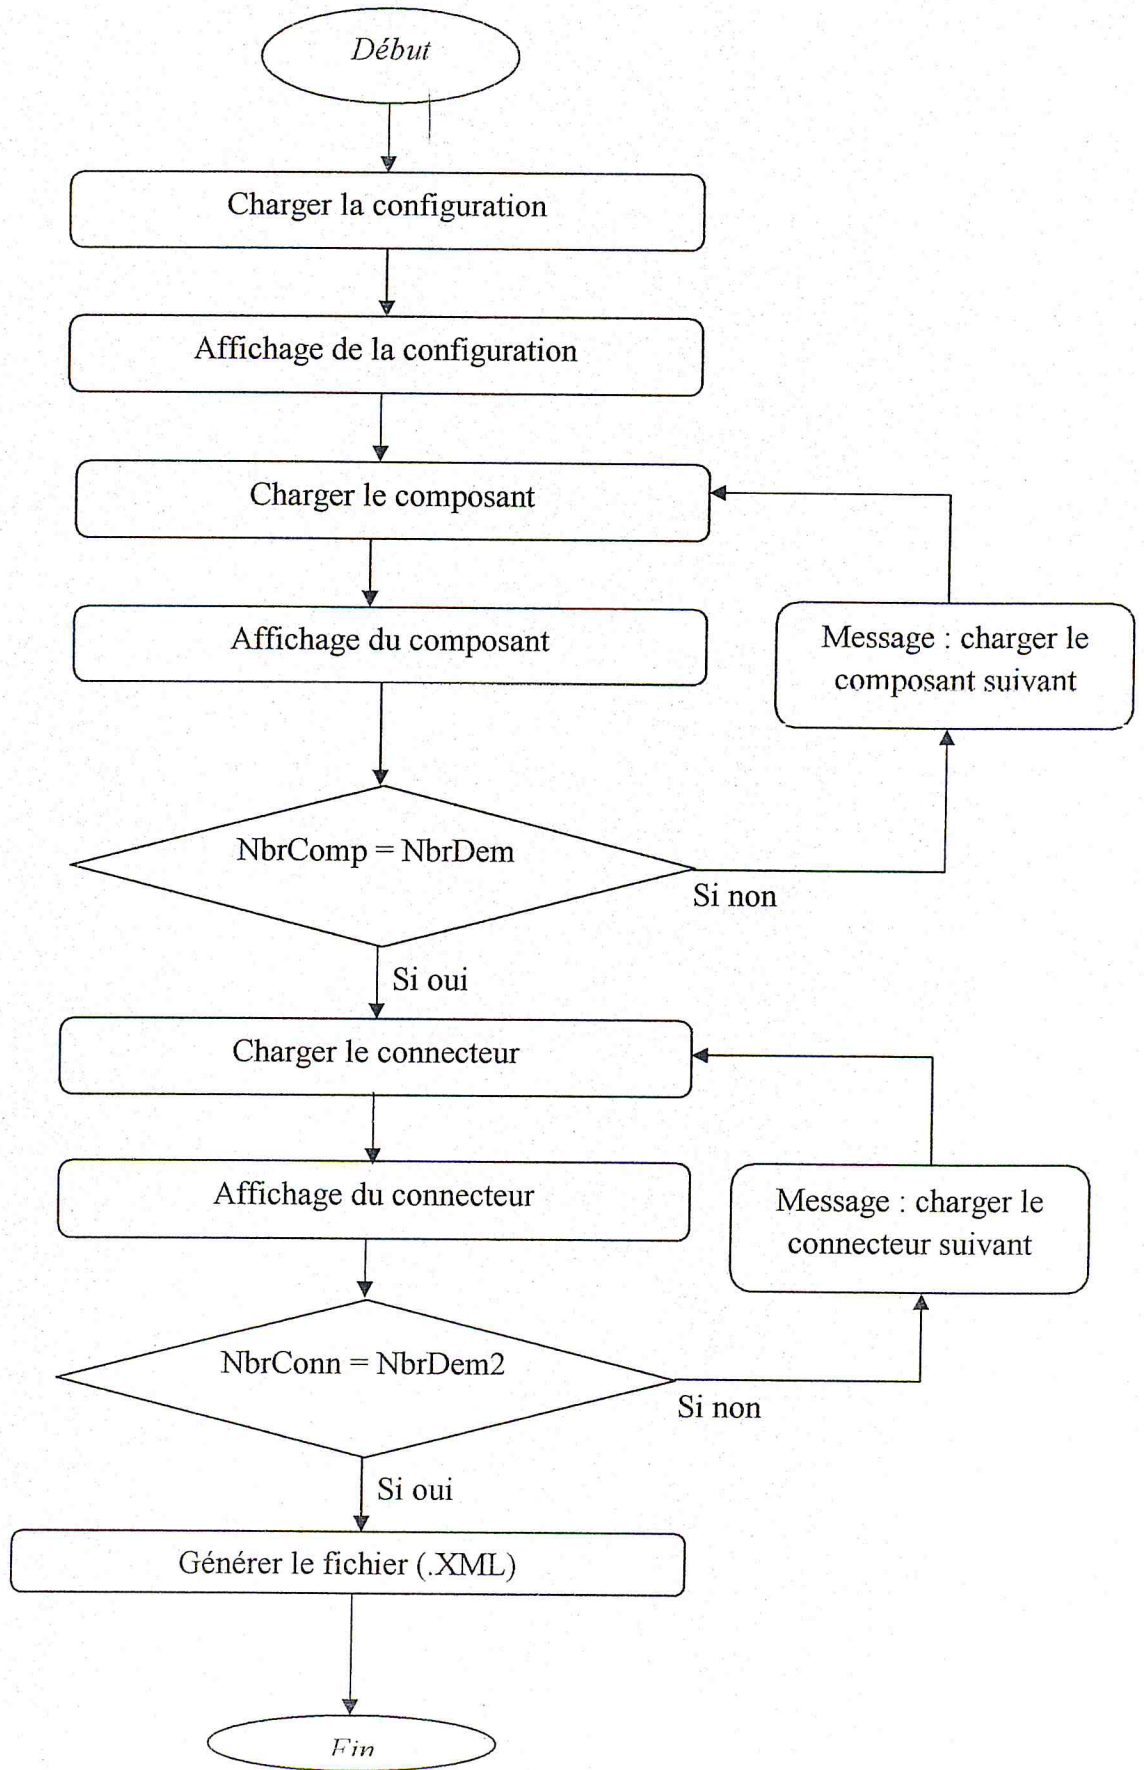 Début
Charger la configuration
Affichage de la configuration
Charger le composant
Affichage du composant
Message : charger le
composant suivant
NbrComp = NbrDem
Si non
Si oui
Charger le connecteur
Affichage du connecteur
Message : charger le
connecteur suivant
NbrConn = NbrDem2
Si non
Si oui
Générer le fichier (.XML)
Fin